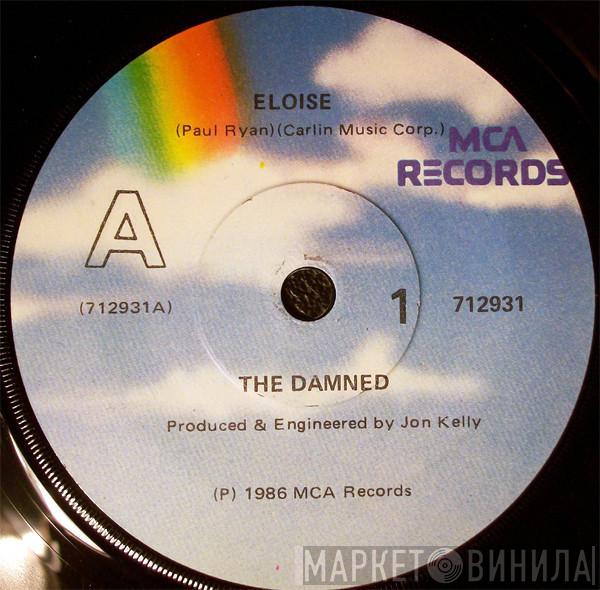 ELOISE
(Paul Ryan)(Carlin Music Corp.)
MCA
RECORDS
A
(712931A)
1
712931
THE DAMNED
Produced & Engineered by Jon Kelly
(P) 1986 MCA Records
МАРКЕТ ВИНИЛА